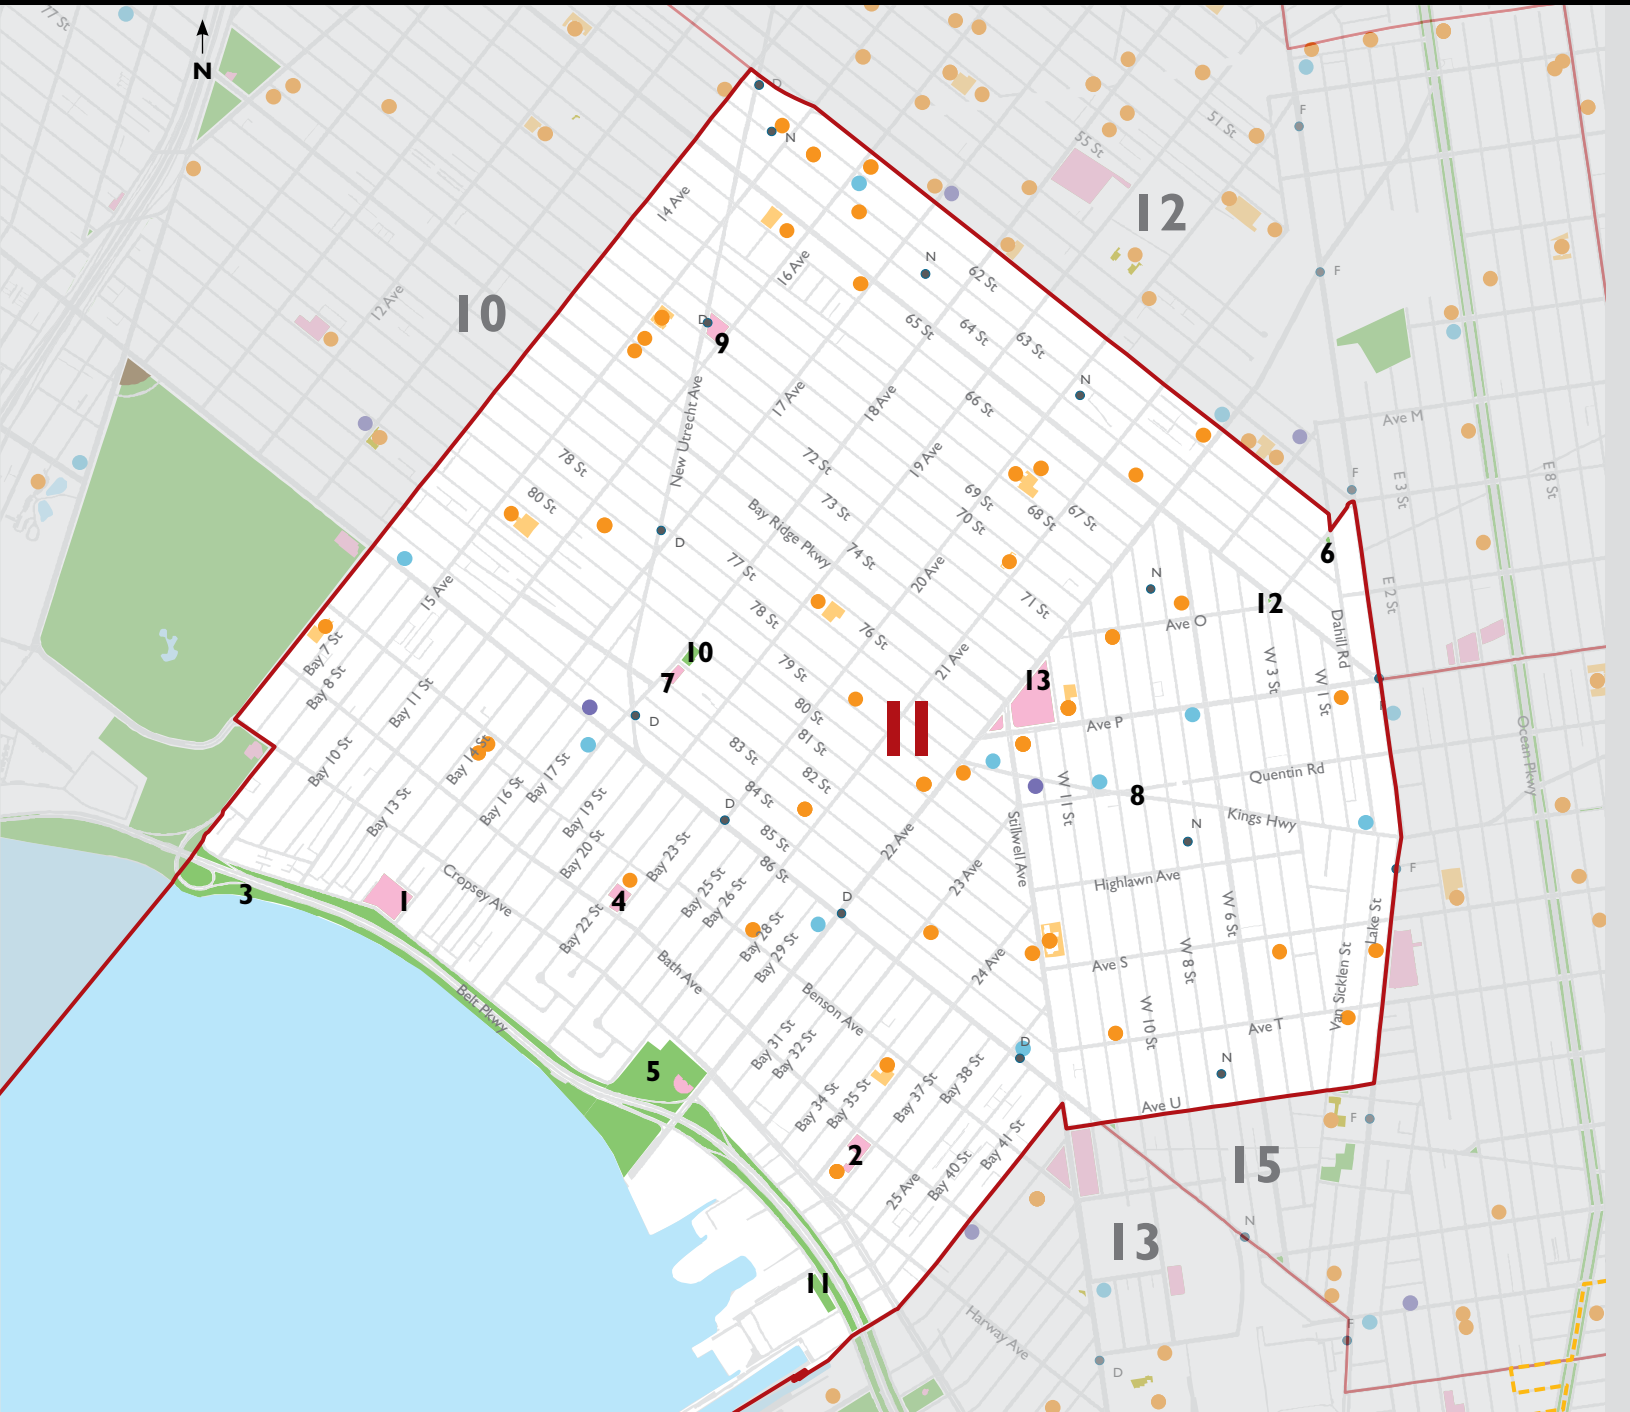 77 St
N
D
N
14 Ave
16 Ave
N
62 St
65 St
64 St
63 St
55 St
51 St
12
F
F
10
12 Ave
D
9
New Utrecht Ave
17 Ave
18 Ave
66 St
N
Ave M
F
E 3 St
E 8 St
78 St
80 St
72 St
19 Ave
73 St
69 St
70 St
68 St
67 St
Bay Ridge Pkwy
74 St
D
77 St
20 Ave
71 St
15 Ave
78 St
76 St
N
6
12
Ave O
Dahill Rd
E 2 St
Bay 7 St
Bay 8 St
Bay 11 St
10
7
79 St
21 Ave
13
W 3 St
W 1 St
80 St
81 St
11
Ave P
F
D
83 St
82 St
84 St
Bay 10 St
Bay 14 St
Bay 17 St
Bay 16 St
Bay 13 St
Bay 19 St
Bay 20 St
D
85 St
86 St
22 Ave
W 11 St
8
Quentin Rd
Kings Hwy
N
Ocean Pkwy
Stillwell Ave
23 Ave
Highlawn Ave
F
3
1
Cropsey Ave
4
Bay 23 St
Bay 25 St
Bay 26 St
D
Bay 22 St
Bay 28 St
Bay 29 St
W 6 St
Lake St
W 8 St
Ave S
24 Ave
Van Sicklen St
Bath Ave
Belt Pkwy
Benson Ave
W 10 St
Ave T
Bay 31 St
Bay 32 St
D
N
5
Bay 34 St
Bay 35 St
Bay 37 St
Bay 38 St
Ave U
F
2
Bay 41 St
Bay 40 St
25 Ave
15
13
N
11
Harway Ave
F
D